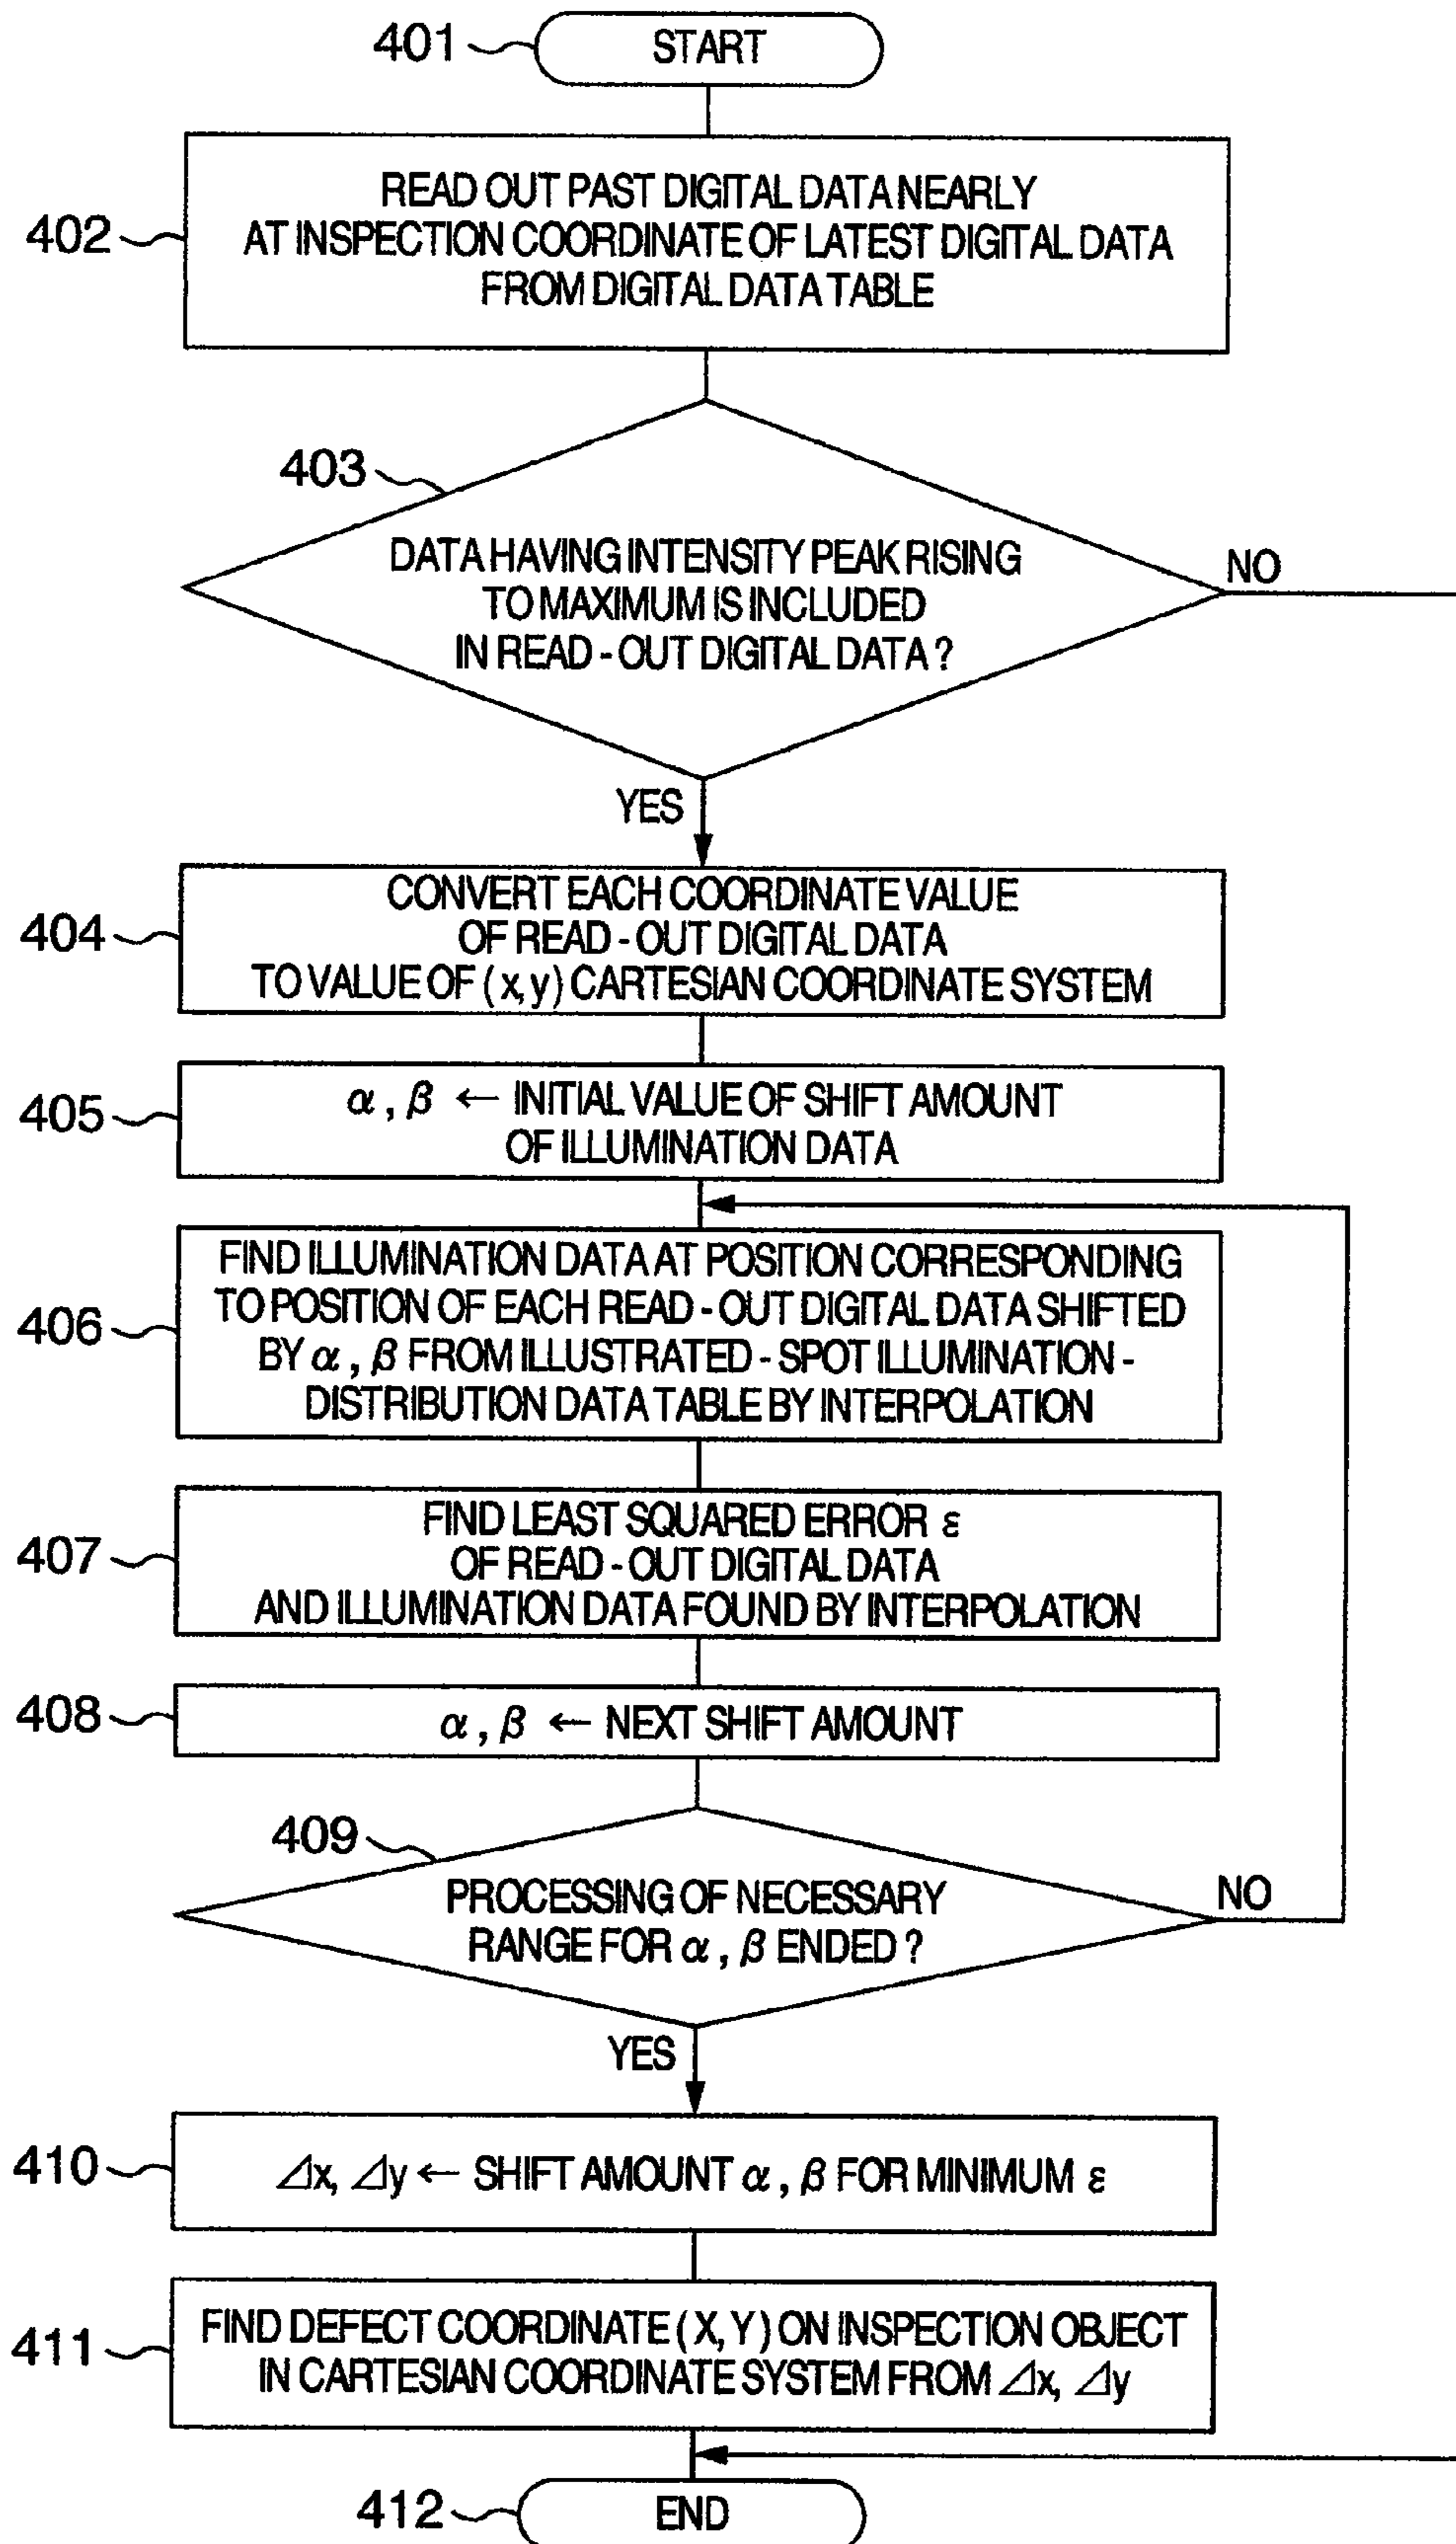 401
START
402
READ OUT PAST DIGITAL DATA NEARLY
AT INSPECTION COORDINATE OF LATEST DIGITAL DATA
FROM DIGITAL DATA TABLE
403
DATA HAVING INTENSITY PEAK RISING
TO MAXIMUM IS INCLUDED
IN READ - OUT DIGITAL DATA ?
NO
YES
404
CONVERT EACH COORDINATE VALUE
OF READ - OUT DIGITAL DATA
TO VALUE OF ( x, y ) CARTESIAN COORDINATE SYSTEM
405
α , β ← INITIAL VALUE OF SHIFT AMOUNT
OF ILLUMINATION DATA
406
FIND ILLUMINATION DATA AT POSITION CORRESPONDING
TO POSITION OF EACH READ - OUT DIGITAL DATA SHIFTED
BY α , β FROM ILLUSTRATED - SPOT ILLUMINATION -
DISTRIBUTION DATA TABLE BY INTERPOLATION
407
FIND LEAST SQUARED ERROR ε
OF READ - OUT DIGITAL DATA
AND ILLUMINATION DATA FOUND BY INTERPOLATION
408
α , β ← NEXT SHIFT AMOUNT
409
PROCESSING OF NECESSARY
RANGE FOR α , β ENDED ?
NO
YES
410
⊿x, ⊿y ← SHIFT AMOUNT α , β FOR MINIMUM ε
411
FIND DEFECT COORDINATE ( X, Y ) ON INSPECTION OBJECT
IN CARTESIAN COORDINATE SYSTEM FROM ⊿x, ⊿y
412
END